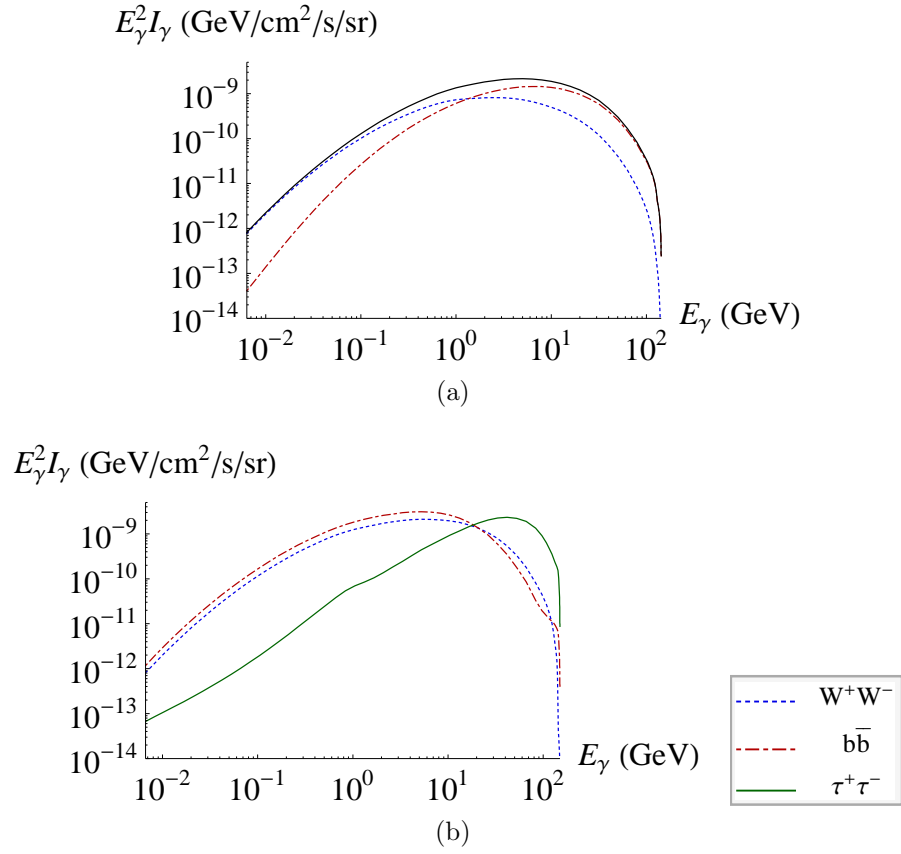 E_γ^2 I_γ (GeV/cm^2/s/sr)
10^-9
10^-10
10^-11
10^-12
10^-13
10^-14
E_γ (GeV)
10^-2 10^-1 10^0 10^1 10^2
(a)
E_γ^2 I_γ (GeV/cm^2/s/sr)
10^-9
10^-10
10^-11
10^-12
10^-13
10^-14
E_γ (GeV)
10^-2 10^-1 10^0 10^1 10^2
(b)
W^+W^-
b\overline{b}
τ^+τ^-